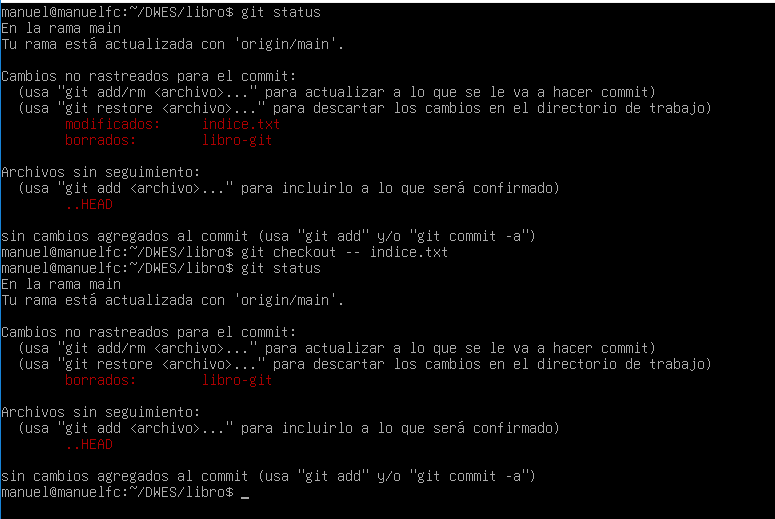 manuel@manuelfc:~/DWES/libro$ git status
En la rama main
Tu rama está actualizada con 'origin/main'.
Cambios no rastreados para el commit:
(usa "git add/rm <archivo>..." para actualizar a lo que se le va a hacer commit)
(usa "git restore <archivo>..." para descartar los cambios en el directorio de trabajo)
modificados: indice.txt
borrados: libro-git
Archivos sin seguimiento:
(usa "git add <archivo>..." para incluirlo a lo que será confirmado)
..HEAD
sin cambios agregados al commit (usa "git add" y/o "git commit -a")
manuel@manuelfc:~/DWES/libro$ git checkout -- indice.txt
manuel@manuelfc:~/DWES/libro$ git status
En la rama main
Tu rama está actualizada con 'origin/main'.
Cambios no rastreados para el commit:
(usa "git add/rm <archivo>..." para actualizar a lo que se le va a hacer commit)
(usa "git restore <archivo>..." para descartar los cambios en el directorio de trabajo)
borrados: libro-git
Archivos sin seguimiento:
(usa "git add <archivo>..." para incluirlo a lo que será confirmado)
..HEAD
sin cambios agregados al commit (usa "git add" y/o "git commit -a")
manuel@manuelfc:~/DWES/libro$ _